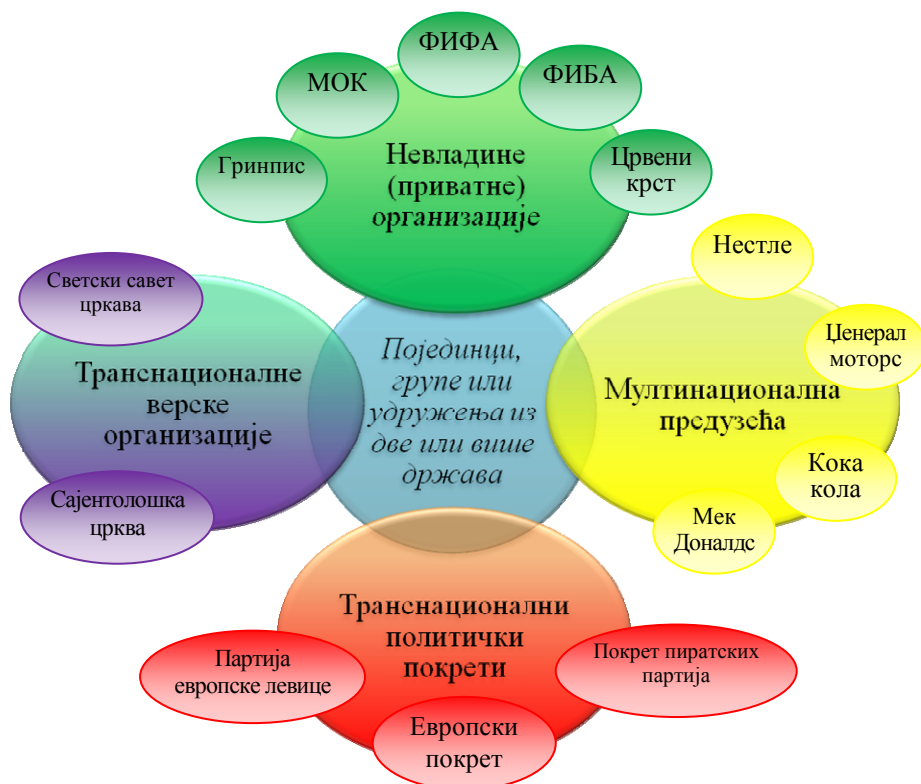 ФИФА
МОК
ФИБА
Гринпис
Црвени
крст
Невладине
(приватне)
организације
Светски савет
цркава
Транснационалне
верске
организације
Сајентолошка
црква
Појединци,
групе или
удружења из
две или више
држава
Нестле
Џенерал
моторс
Мултинационална
предузећа
Кока
кола
Мек
Доналдс
Транснационални
политички
покрети
Партија
европске левице
Европски
покрет
Покрет пиратских
партија